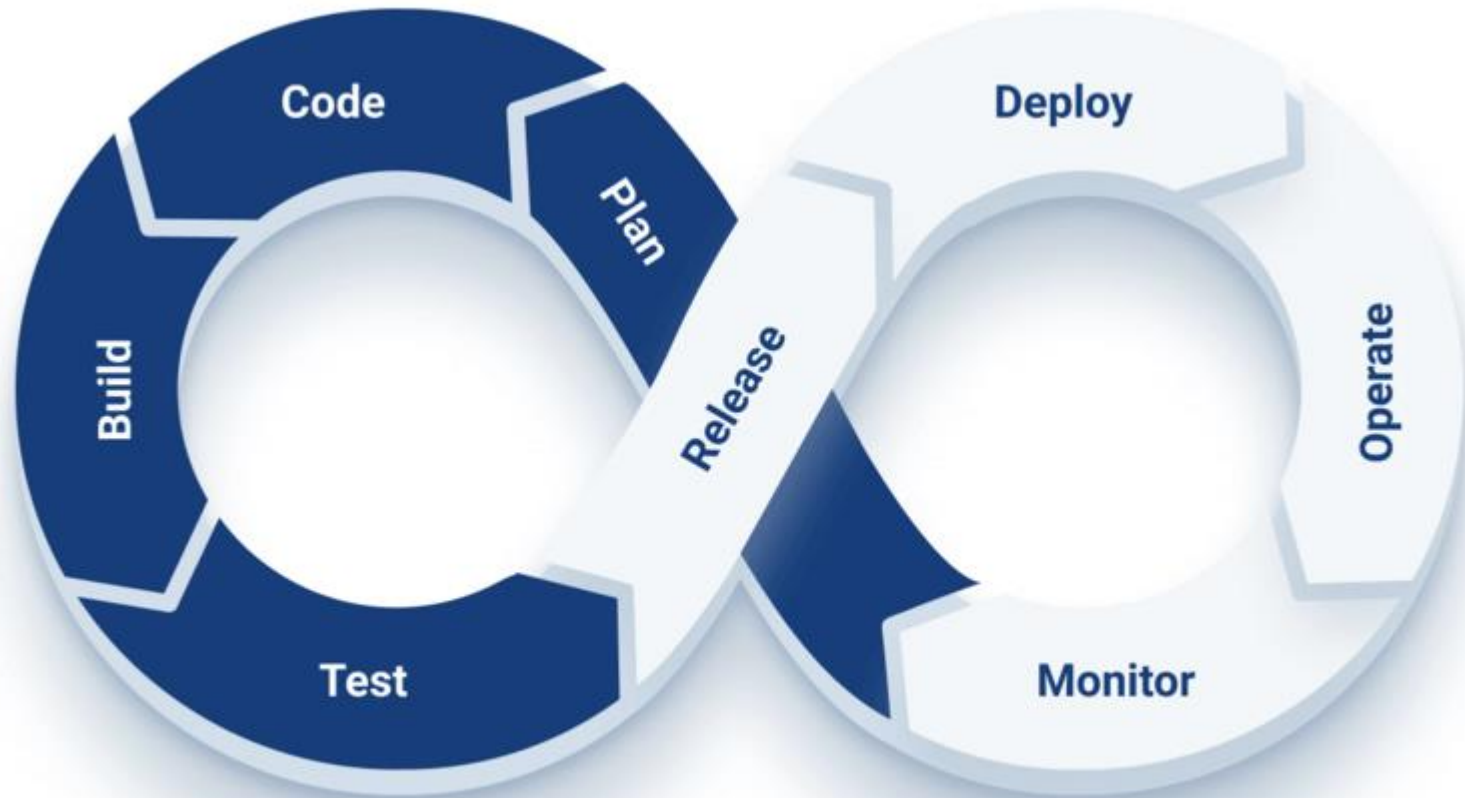 Plan
Code
Build
Test
Release
Deploy
Operate
Monitor